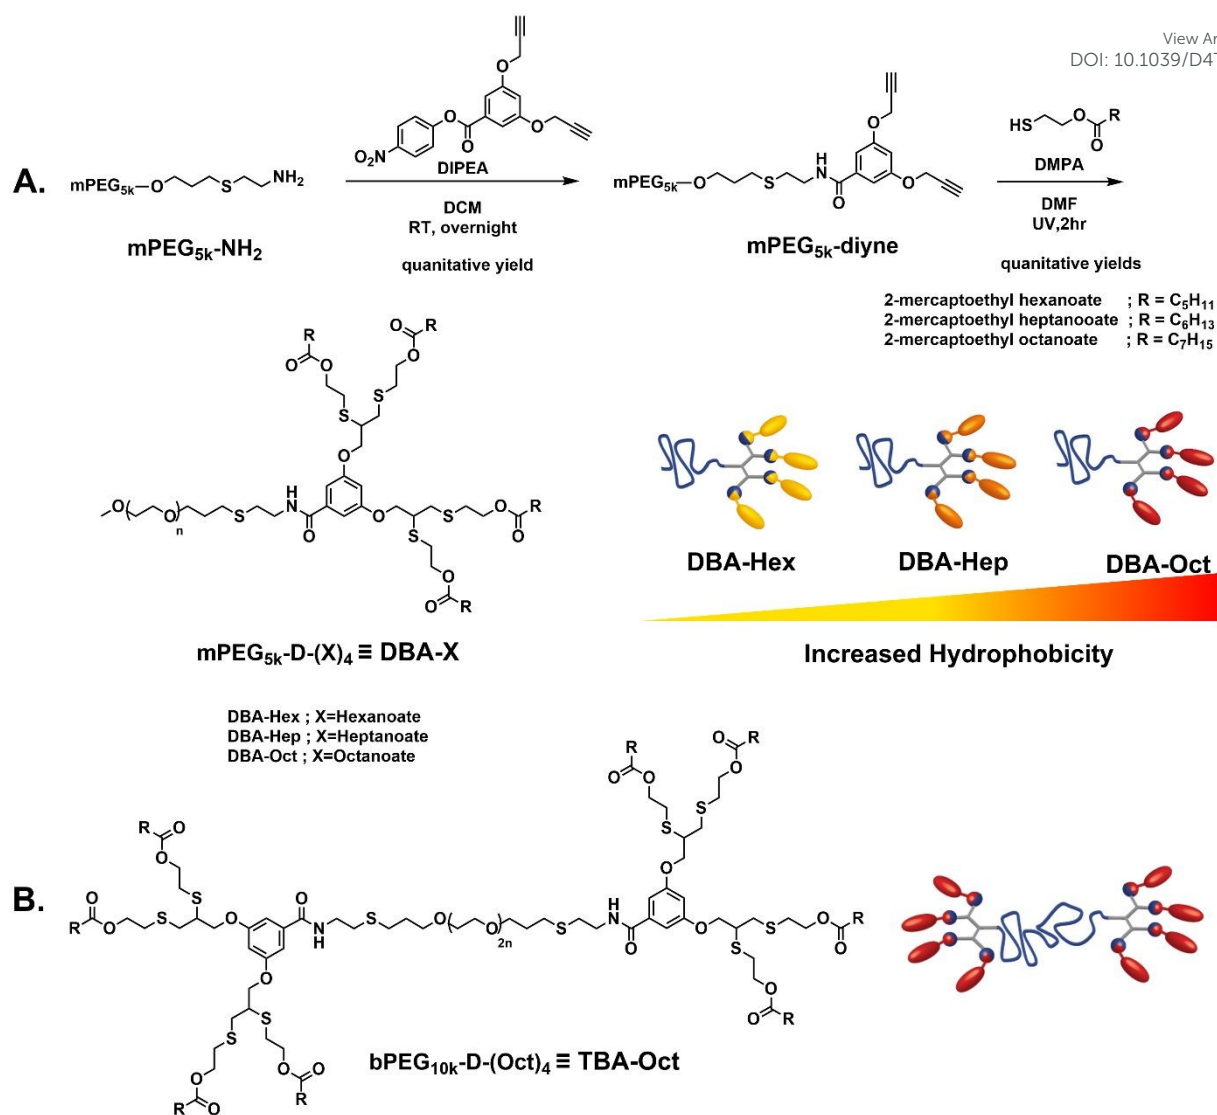 View Ar
DOI: 10.1039/D4T
A.
mPEG5k
O
S
NH2
mPEG5k-NH2
O
O
O
O
NO2
DIPEA
DCM
RT, overnight
quanitative yield
mPEG5k
O
S
H
N
O
O
O
mPEG5k-diyne
HS
O
R
O
DMPA
DMF
UV,2hr
quanitative yields
2-mercaptoethyl hexanoate ; R = C5H11
2-mercaptoethyl heptanooate ; R = C6H13
2-mercaptoethyl octanoate ; R = C7H15
R
O
O
O
R
O
S
S
O
O
O
n
S
H
N
O
O
S
S
O
R
O
O
O
R
mPEG5k-D-(X)4 ≡ DBA-X
DBA-Hex ; X=Hexanoate
DBA-Hep ; X=Heptanoate
DBA-Oct ; X=Octanoate
DBA-Hex
DBA-Hep
DBA-Oct
Increased Hydrophobicity
B.
R
O
O
O
R
O
S
S
O
O
O
R
O
S
S
O
S
S
O
O
R
O
O
R
O
N
H
S
O
O
2n
S
H
N
O
R
O
O
O
R
O
S
S
O
O
S
S
O
R
O
O
O
R
bPEG10k-D-(Oct)4 ≡ TBA-Oct